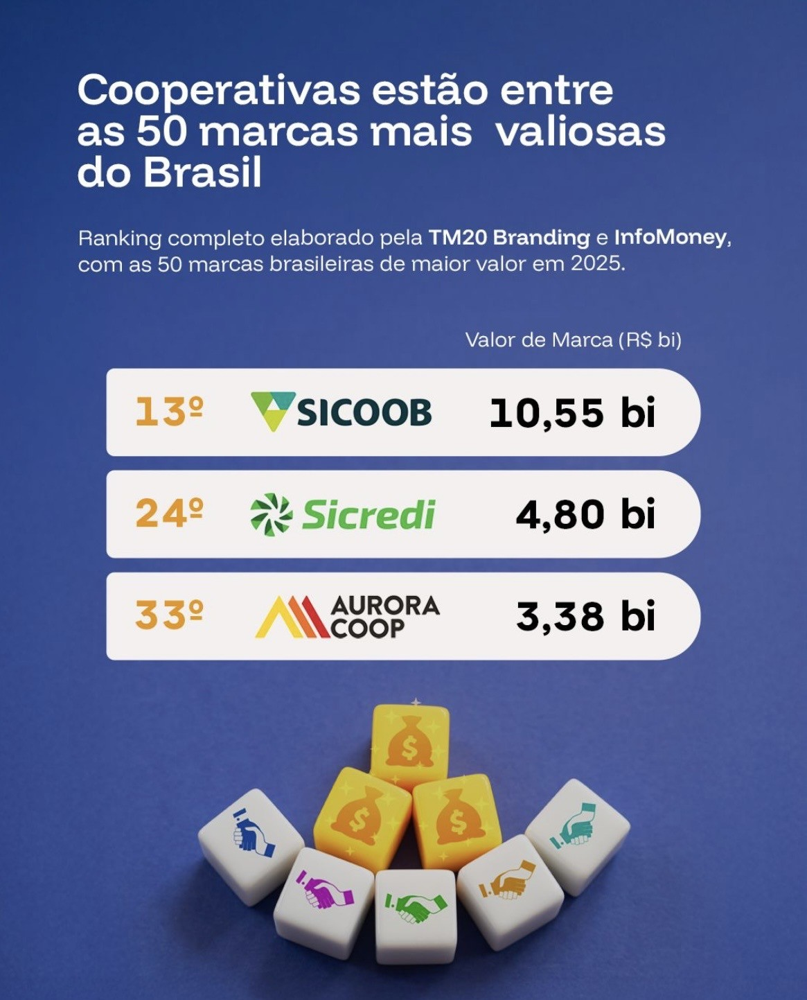 Cooperativas estão entre
as 50 marcas mais valiosas
do Brasil
Ranking completo elaborado pela TM20 Branding e InfoMoney,
com as 50 marcas brasileiras de maior valor em 2025.
Valor de Marca (R$ bi)
13º SICOOB 10,55 bi
24º Sicredi 4,80 bi
33º AURORA COOP 3,38 bi
$
$ $